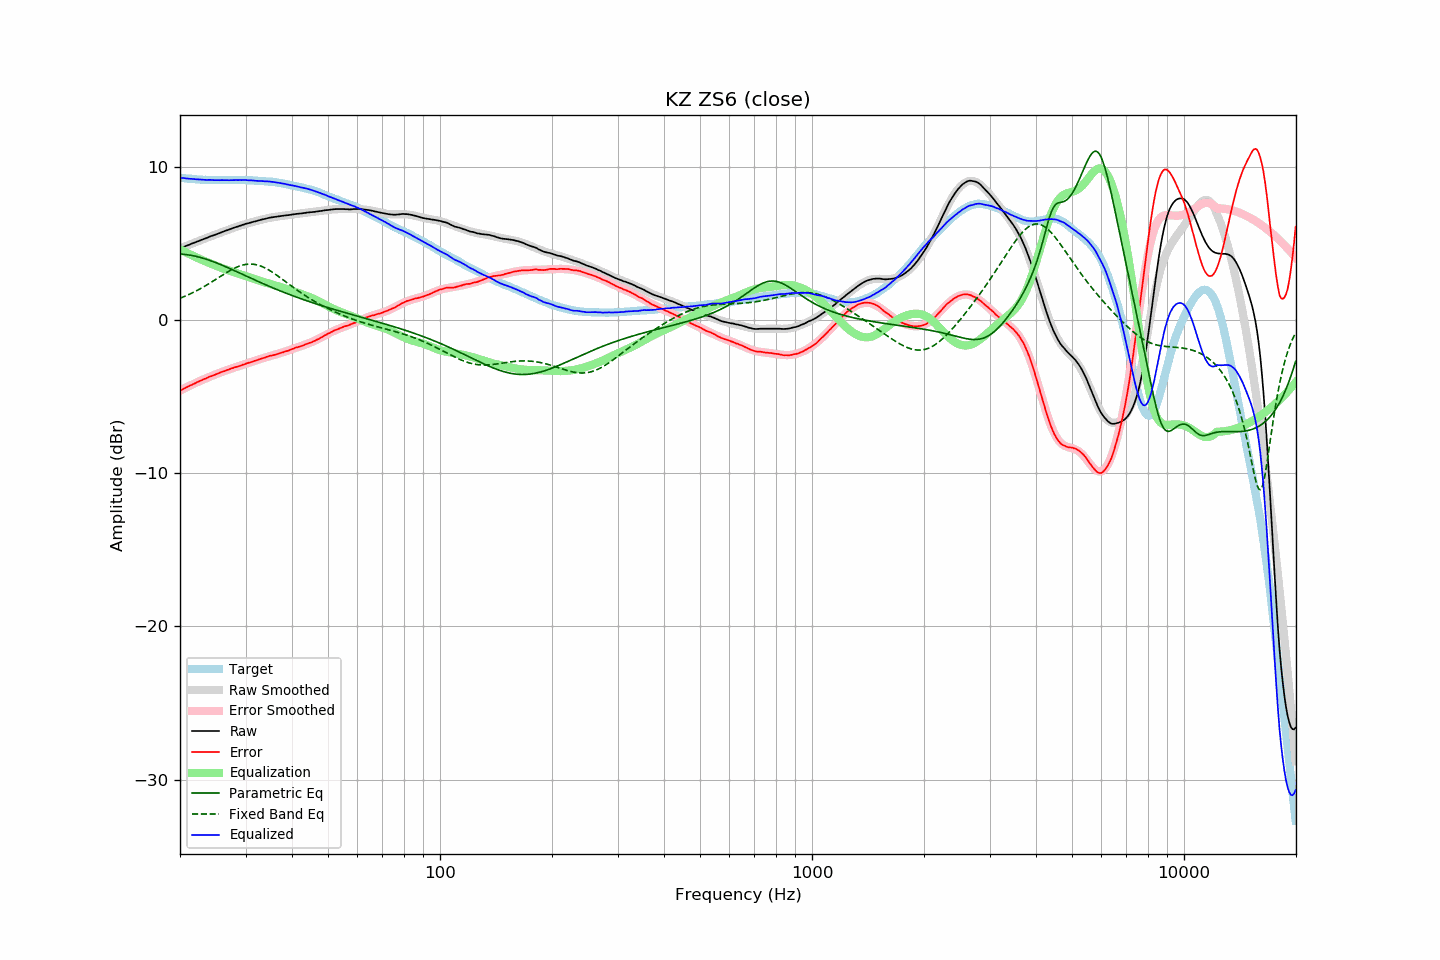 KZ ZS6 (close)
10
0
−10
−20
−30
Amplitude (dBr)
Target
Raw Smoothed
Error Smoothed
Raw
Error
Equalization
Parametric Eq
Fixed Band Eq
Equalized
100
1000
10000
Frequency (Hz)